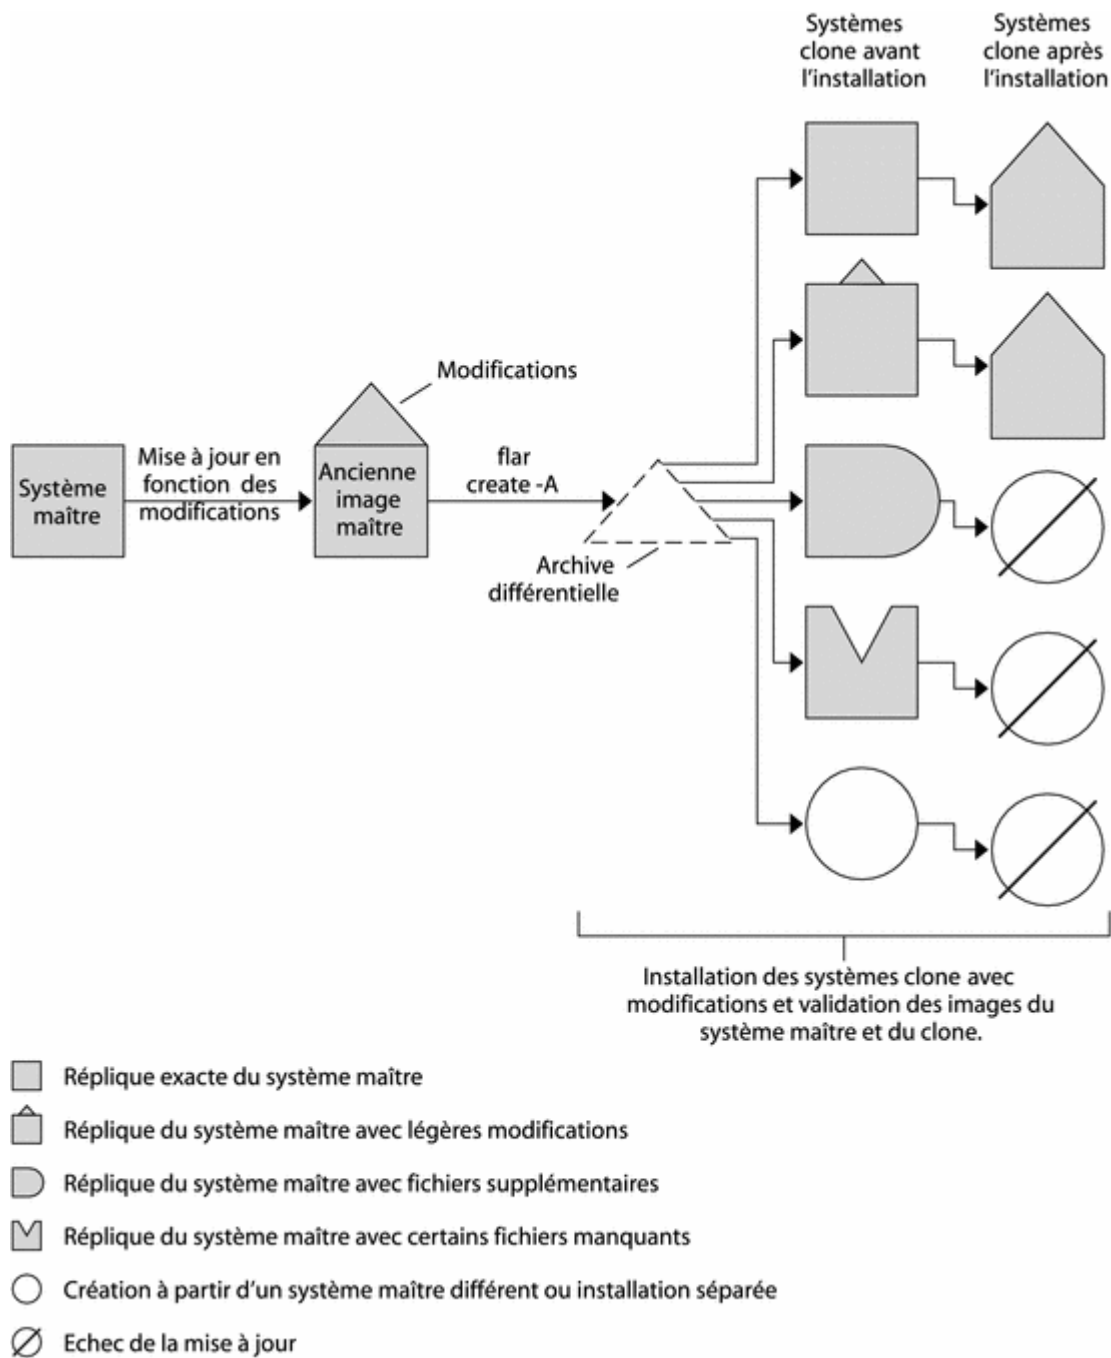 Systèmes
clone avant
l'installation
Systèmes
clone après
l'installation
Modifications
Système
maître
Mise à jour en
fonction des
modifications
Ancienne
image
maître
flar
create -A
Archive
différentielle
Installation des systèmes clone avec
modifications et validation des images du
système maître et du clone.
Réplique exacte du système maître
Réplique du système maître avec légères modifications
Réplique du système maître avec fichiers supplémentaires
Réplique du système maître avec certains fichiers manquants
Création à partir d'un système maître différent ou installation séparée
Echec de la mise à jour